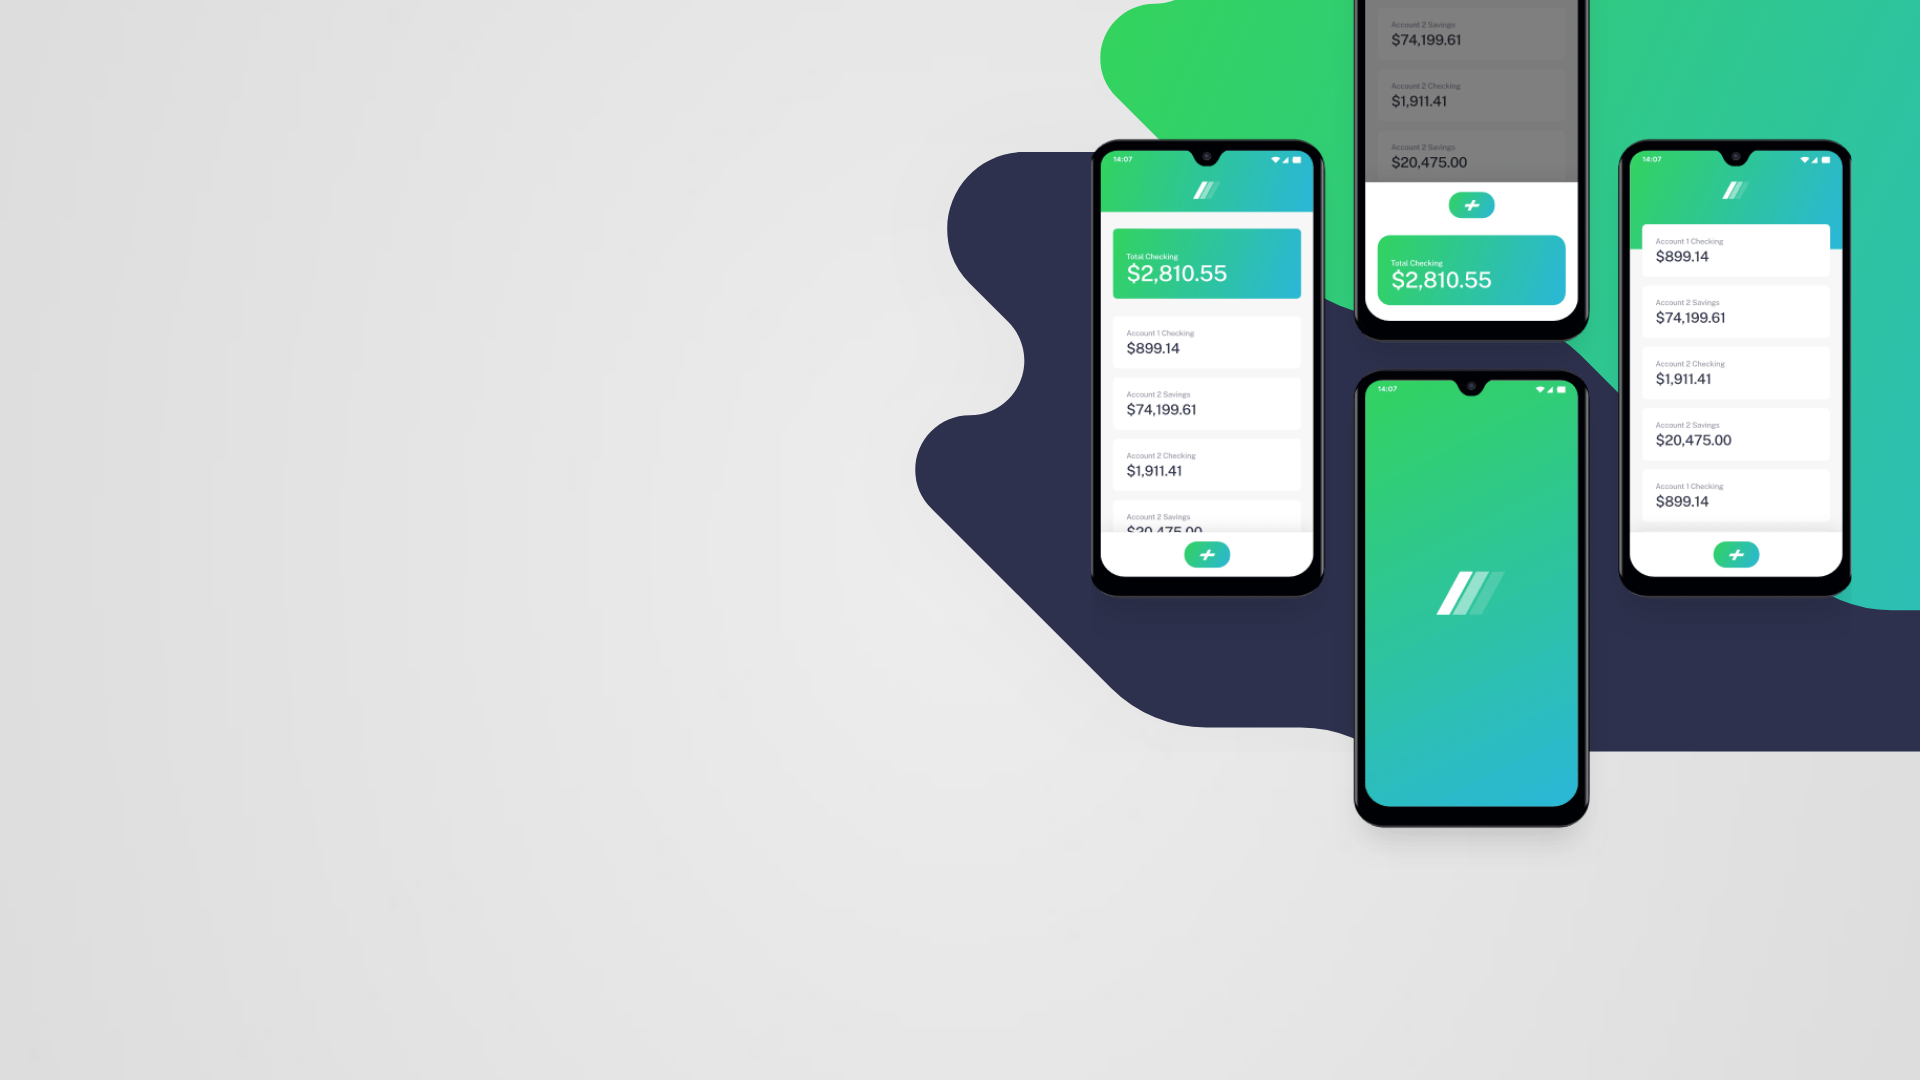 14:07
Total Checking
$2,810.55
Account 1 Checking
$899.14
Account 2 Savings
$74,199.61
Account 2 Checking
$1,911.41
Account 2 Savings
$20,475.00
Account 2 Savings
$74,199.61
Account 2 Checking
$1,911.41
Account 2 Savings
$20,475.00
Total Checking
$2,810.55
14:07
14:07
Account 1 Checking
$899.14
Account 2 Savings
$74,199.61
Account 2 Checking
$1,911.41
Account 2 Savings
$20,475.00
Account 1 Checking
$899.14